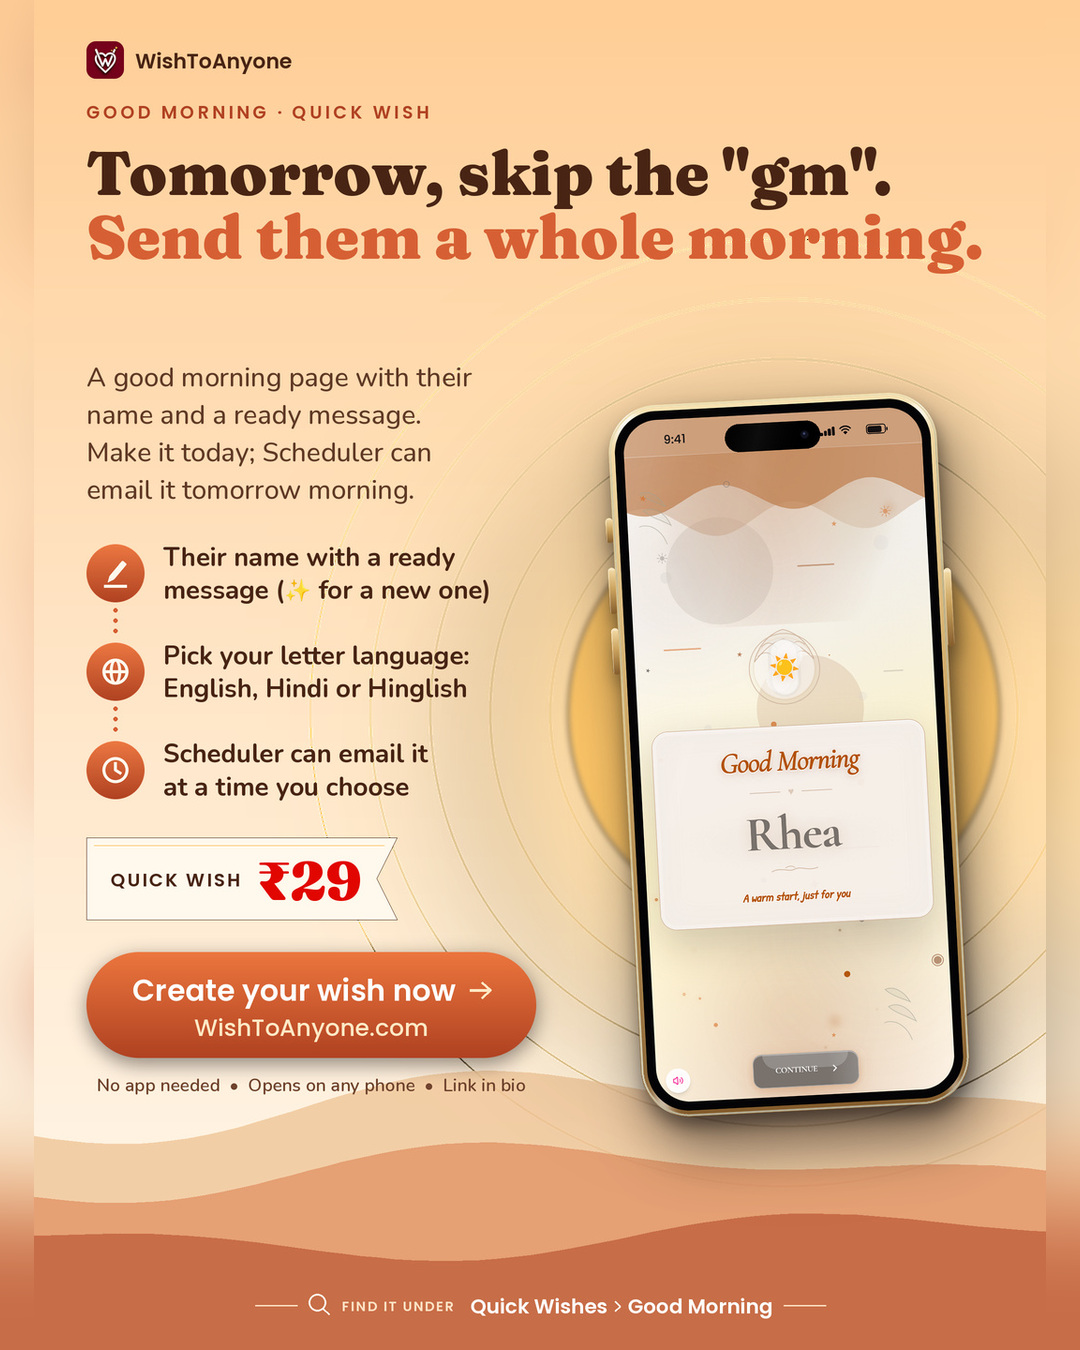 WishToAnyone
GOOD MORNING · QUICK WISH
Tomorrow, skip the "gm".
Send them a whole morning.
A good morning page with their
name and a ready message.
Make it today; Scheduler can
email it tomorrow morning.
Their name with a ready
message (✨ for a new one)
Pick your letter language:
English, Hindi or Hinglish
Scheduler can email it
at a time you choose
QUICK WISH ₹29
Create your wish now →
WishToAnyone.com
No app needed • Opens on any phone • Link in bio
9:41
Good Morning
Rhea
A warm start, just for you
CONTINUE >
FIND IT UNDER Quick Wishes > Good Morning